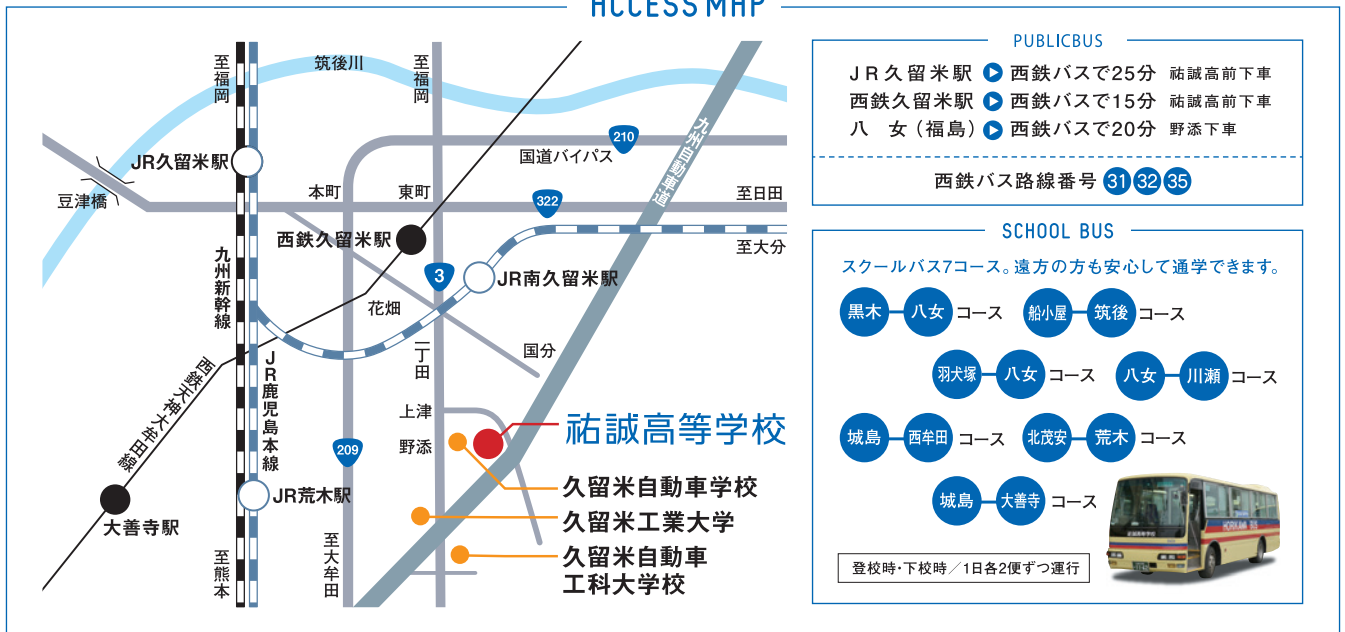 ACCESS MAP
至福岡
筑後川
至福岡
九州自動車道
210
国道バイパス
JR久留米駅
豆津橋
本町
東町
322
至日田
西鉄久留米駅
至大分
九州新幹線
3
JR南久留米駅
花畑
二丁田
国分
西鉄天神大牟田線
JR鹿児島本線
上津
野添
209
祐誠高等学校
久留米自動車学校
JR荒木駅
大善寺駅
久留米工業大学
久留米自動車
工科大学校
至熊本
至大牟田
PUBLICBUS
JR久留米駅 ▶ 西鉄バスで25分 祐誠高前下車
西鉄久留米駅 ▶ 西鉄バスで15分 祐誠高前下車
八 女(福島) ▶ 西鉄バスで20分 野添下車
西鉄バス路線番号 31 32 35
SCHOOL BUS
スクールバス7コース。遠方の方も安心して通学できます。
黒木 八女 コース 船小屋 筑後 コース
羽犬塚 八女 コース 八女 川瀬 コース
城島 西牟田 コース 北茂安 荒木 コース
城島 大善寺 コース
HORIKAWA BUS
登校時・下校時/1日各2便ずつ運行